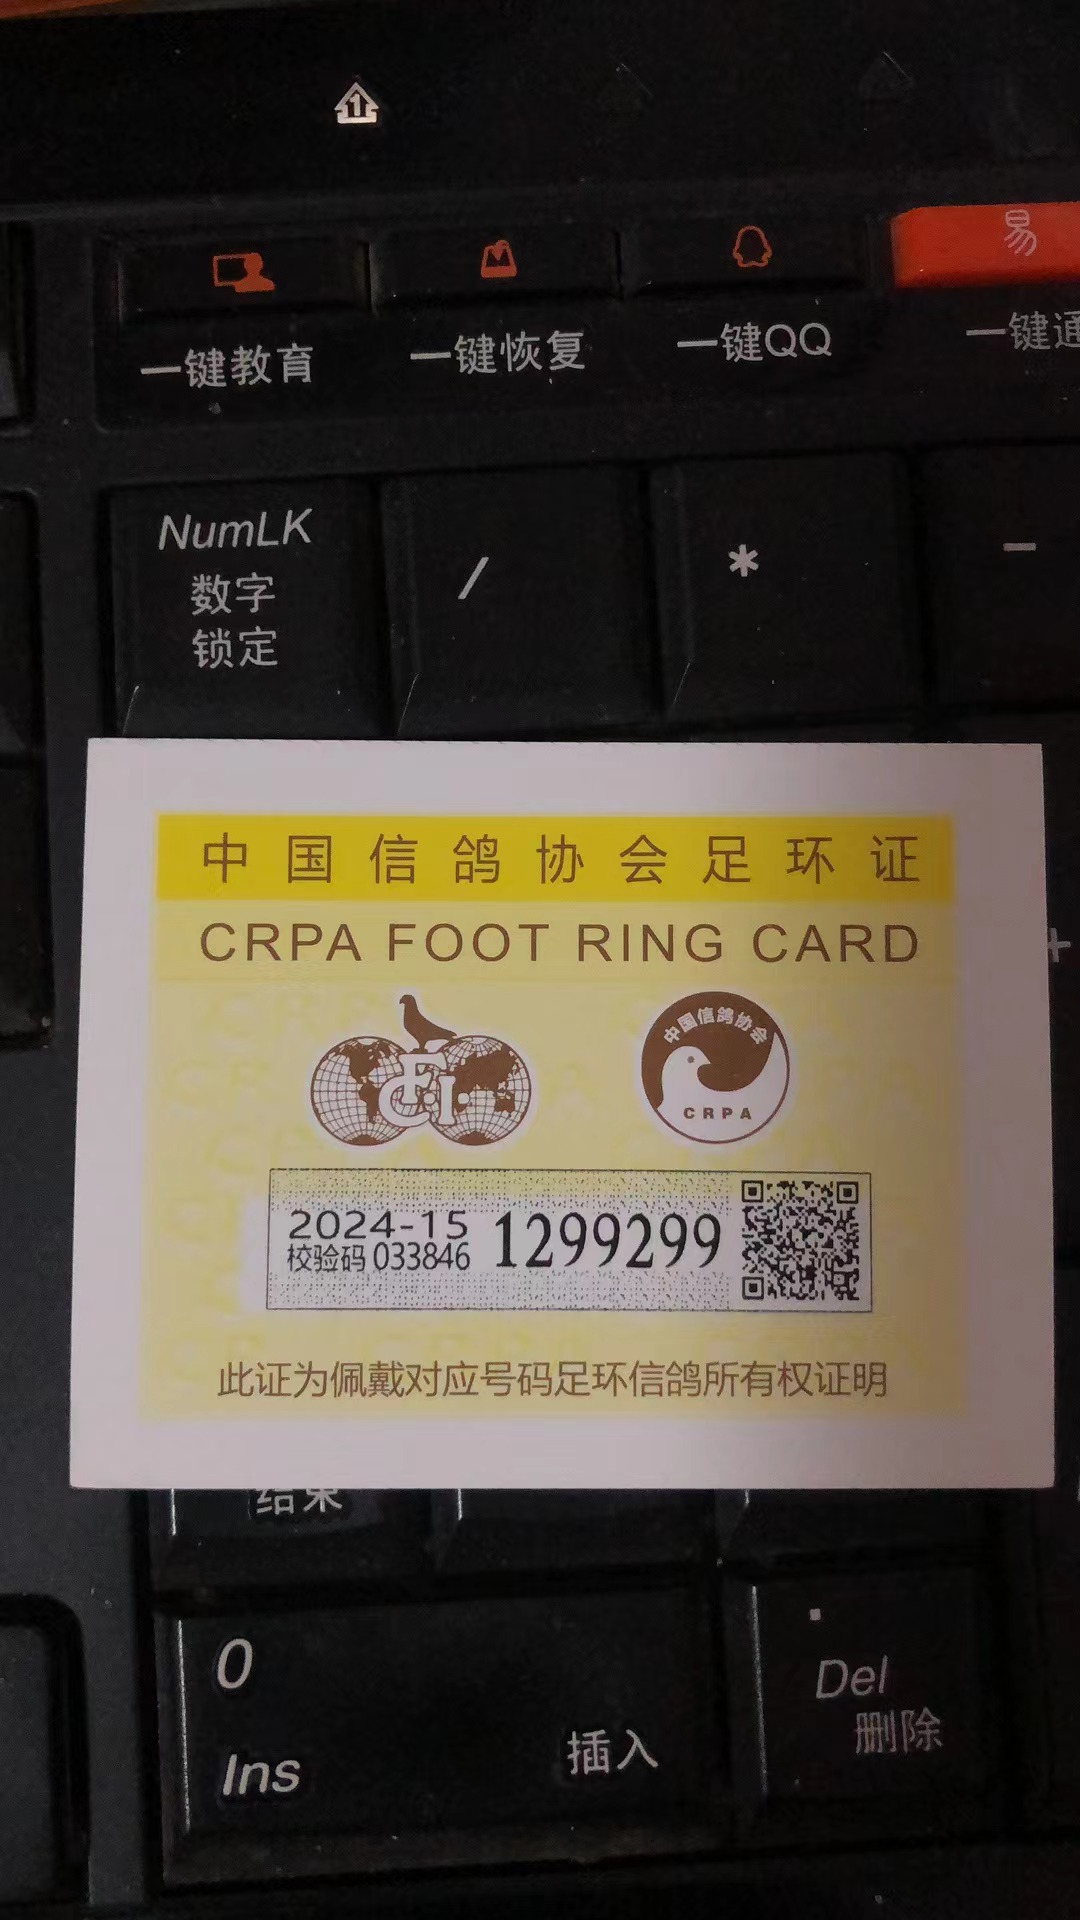 1
易
一键教育 一键恢复 一键QQ 一键通
NumLK / * -
数字
锁定
中国信鸽协会足环证
CRPA FOOT RING CARD
+
FCI
中国信鸽协会
CRPA
2024-15 1299299
校验码 033846
此证为佩戴对应号码足环信鸽所有权证明
结束
0 .
Ins 插入 Del
删除